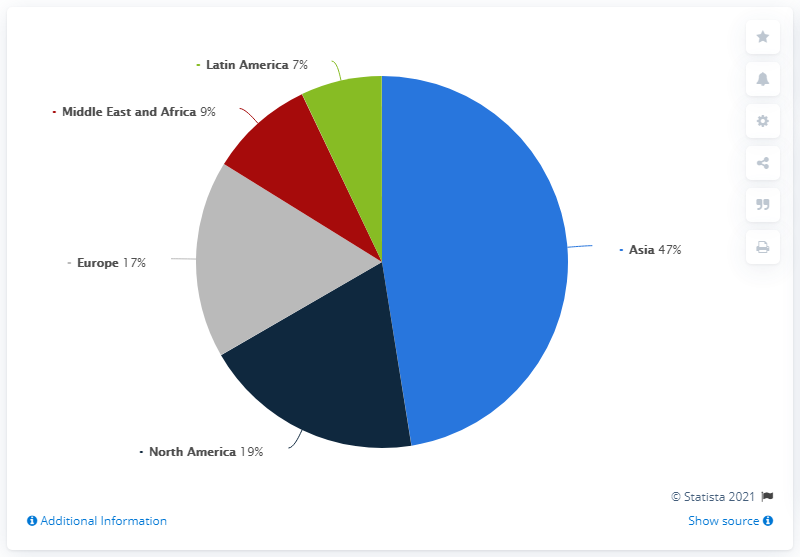 Latin America 7%
Middle East and Africa 9%
Asia 47%
Europe 17%
North America 19%
© Statista 2021
Additional Information
Show source